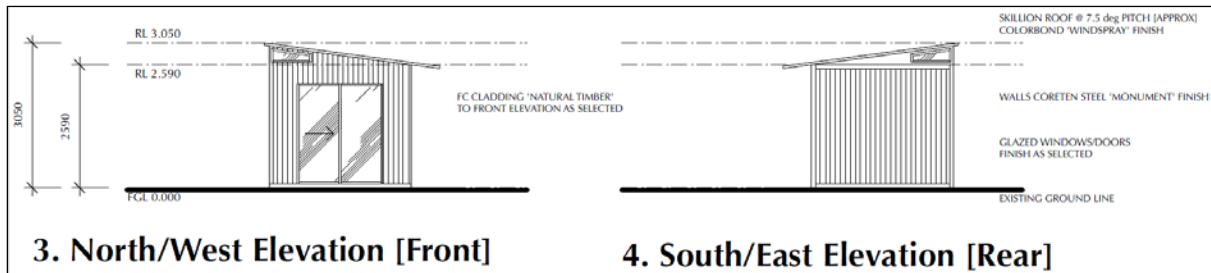 RL 3.050
RL 2.590
3050
2590
FC CLADDING 'NATURAL TIMBER'
TO FRONT ELEVATION AS SELECTED
FGL 0.000
3. North/West Elevation [Front]
SKILLION ROOF @ 7.5 deg PITCH [APPROX]
COLORBOND 'WINDSPRAY' FINISH
WALLS CORETEN STEEL 'MONUMENT' FINISH
GLAZED WINDOWS/DOORS
FINISH AS SELECTED
EXISTING GROUND LINE
4. South/East Elevation [Rear]